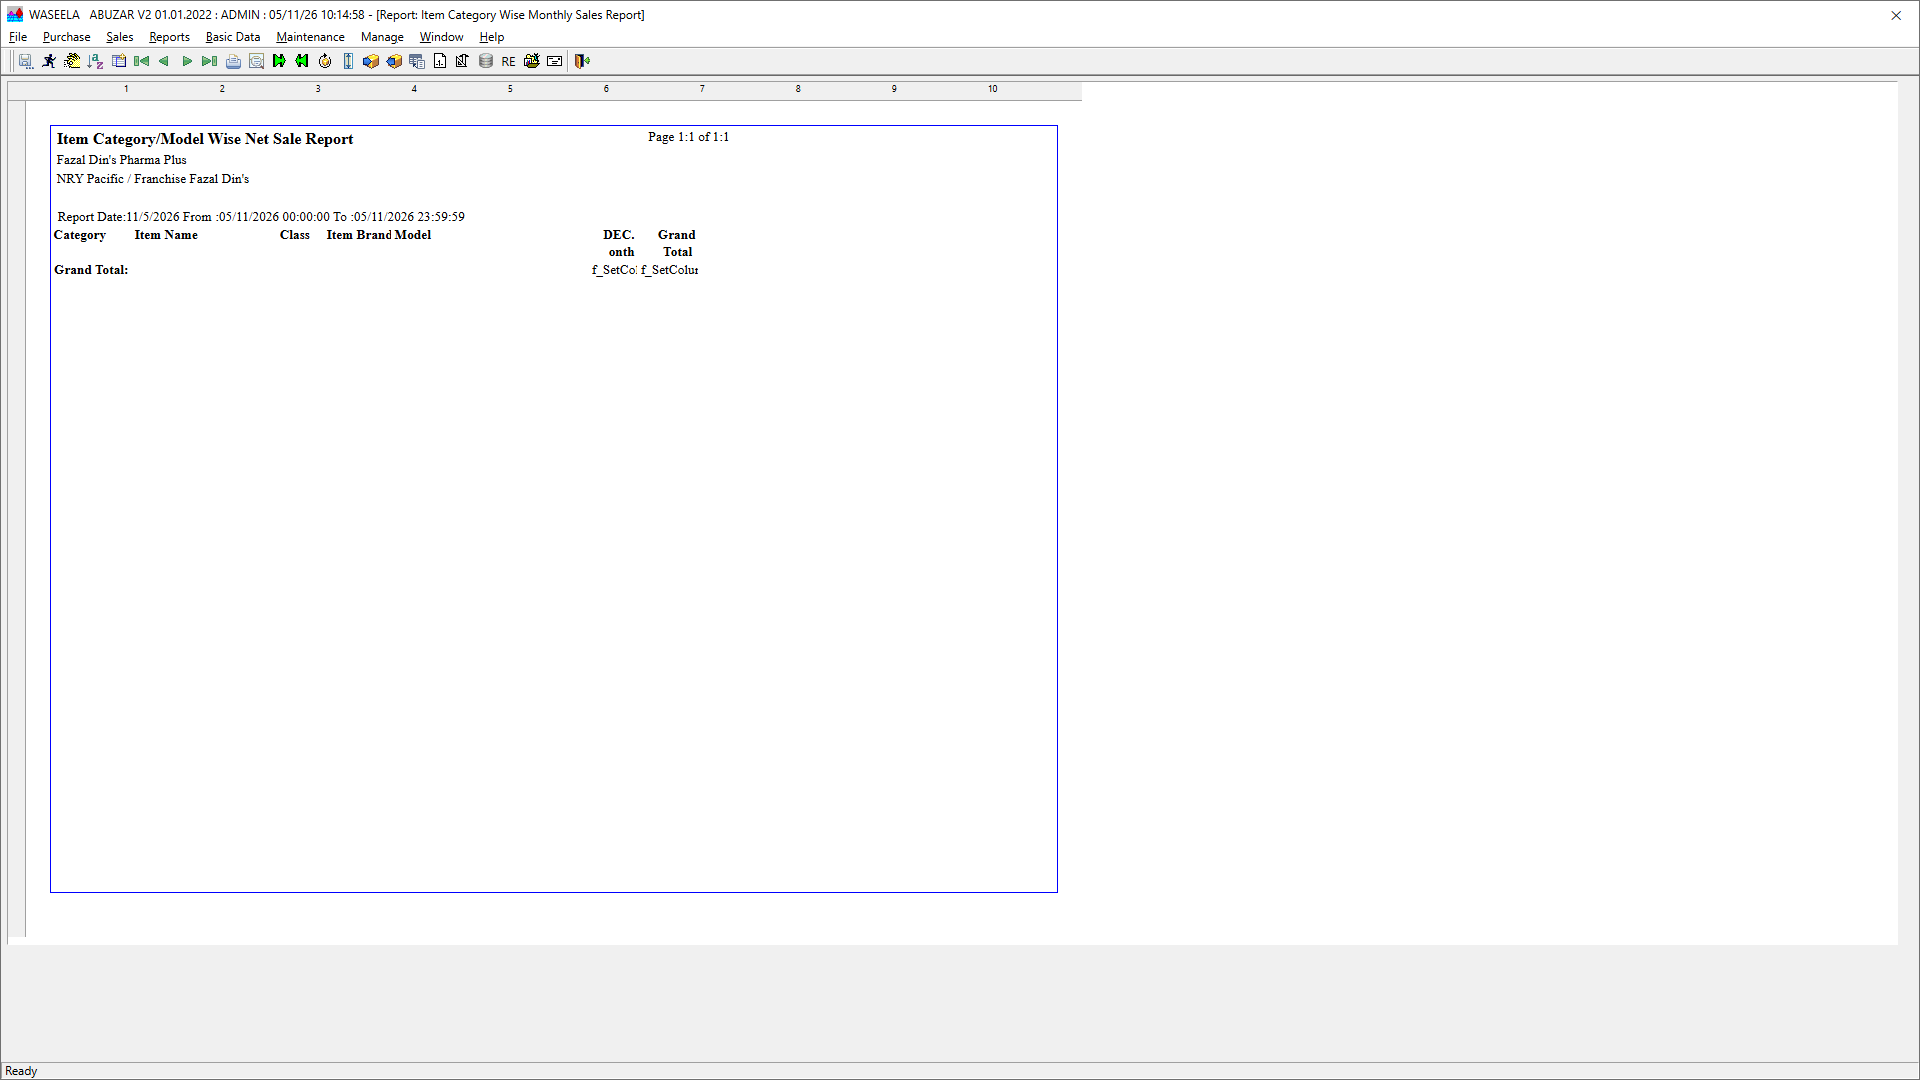 WASEELA   ABUZAR V2 01.01.2022 : ADMIN : 05/11/26 10:14:58 - [Report: Item Category Wise Monthly Sales Report]
File Purchase Sales Reports Basic Data Maintenance Manage Window Help
RE
1 2 3 4 5 6 7 8 9 10
Item Category/Model Wise Net Sale Report Page 1:1 of 1:1
Fazal Din's Pharma Plus
NRY Pacific / Franchise Fazal Din's
Report Date:11/5/2026 From :05/11/2026 00:00:00 To :05/11/2026 23:59:59
Category Item Name Class Item Brand Model DEC. Grand
onth Total
Grand Total: f_SetCo f_SetColu
Ready